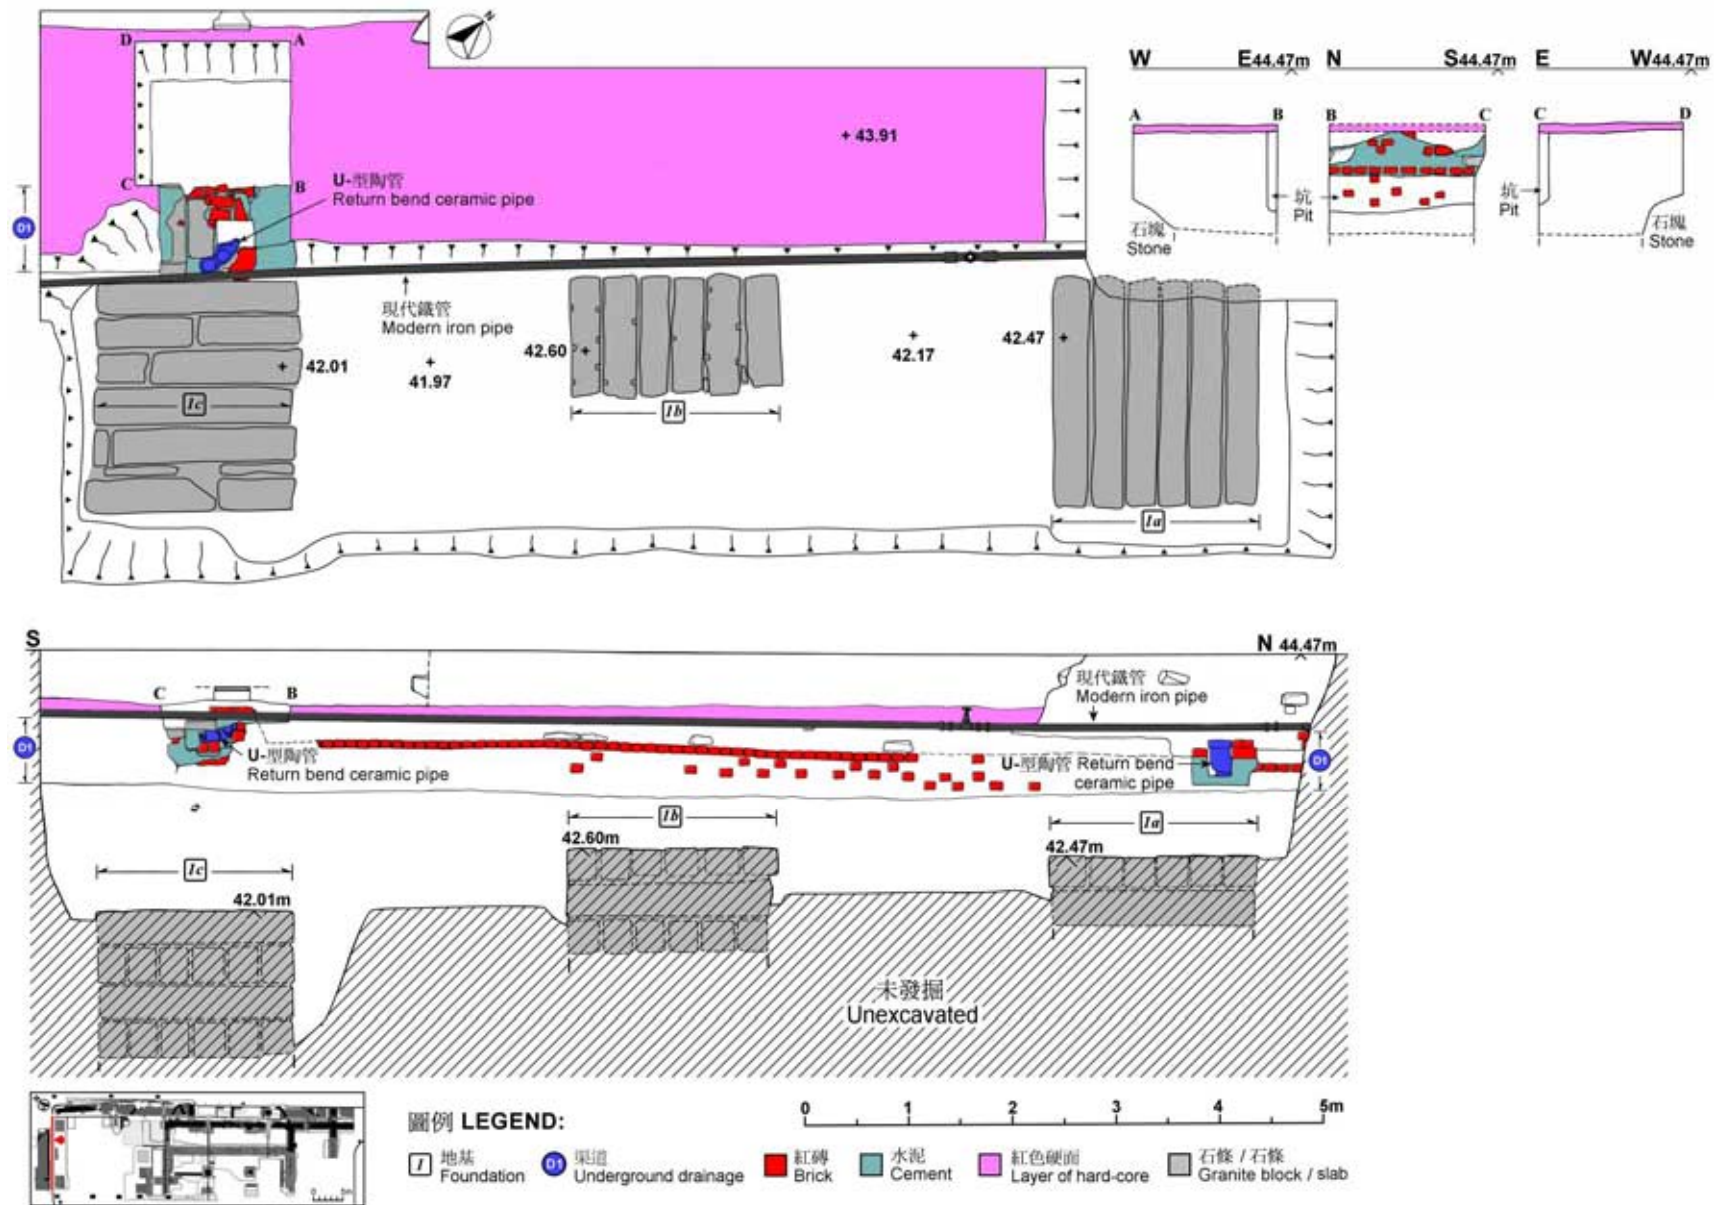 N
D
A
W
E44.47m
N
S44.47m
E
W44.47m
A
B
B
C
C
D
+ 43.91
U-型陶管
Return bend ceramic pipe
C
B
D1
坑
Pit
坑
Pit
石塊
Stone
石塊
Stone
現代鐵管
Modern iron pipe
42.60 +
+
42.17
42.47 +
+ 42.01
+
41.97
Ic
Ib
Ia
S
N 44.47m
C
B
現代鐵管
Modern iron pipe
D1
U-型陶管
Return bend ceramic pipe
U-型陶管 Return bend
ceramic pipe
D1
Ib
Ia
42.60m
42.47m
Ic
42.01m
未發掘
Unexcavated
圖例 LEGEND:
0 1 2 3 4 5m
I
地基
Foundation
D1
渠道
Underground drainage
紅磚
Brick
水泥
Cement
紅色硬面
Layer of hard-core
石條 / 石條
Granite block / slab